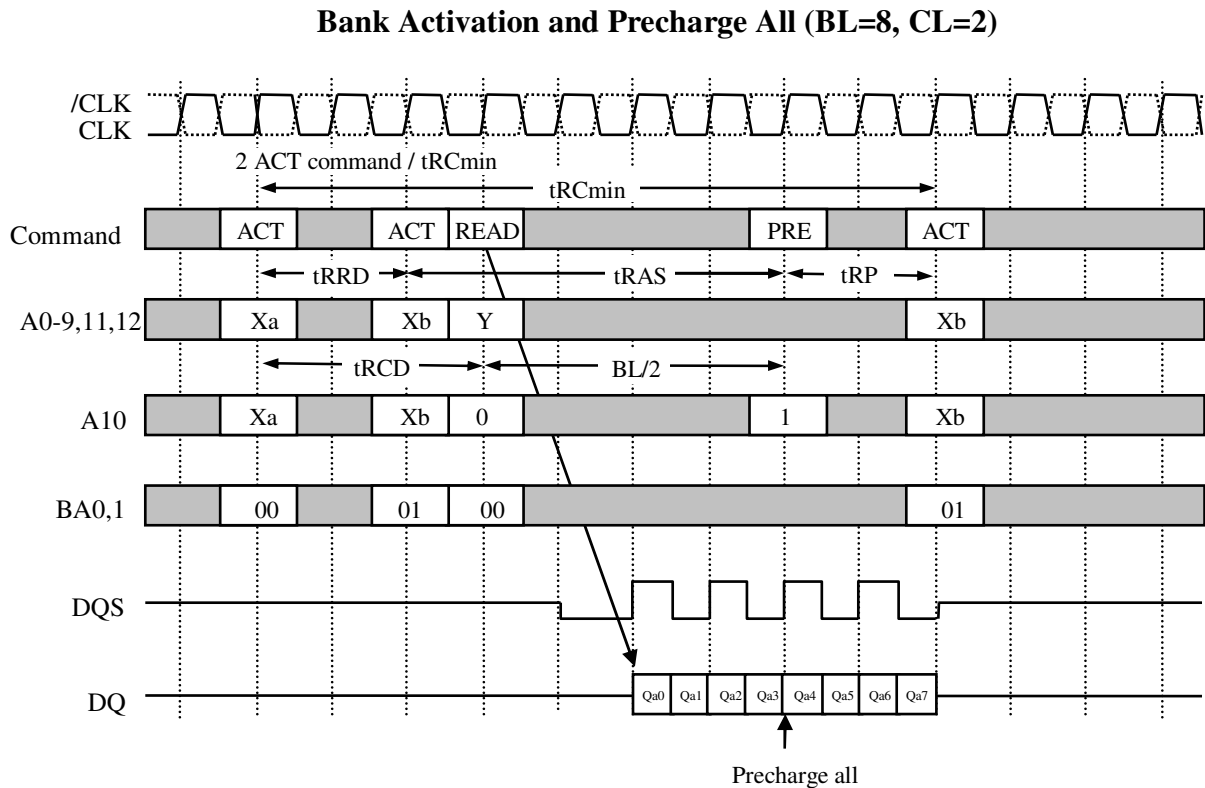 Bank Activation and Precharge All (BL=8, CL=2)
/CLK
CLK
2 ACT command / tRCmin
tRCmin
Command ACT ACT READ PRE ACT
tRRD tRAS tRP
A0-9,11,12 Xa Xb Y Xb
tRCD BL/2
A10 Xa Xb 0 1 Xb
BA0,1 00 01 00 01
DQS
DQ Qa0 Qa1 Qa2 Qa3 Qa4 Qa5 Qa6 Qa7
Precharge all